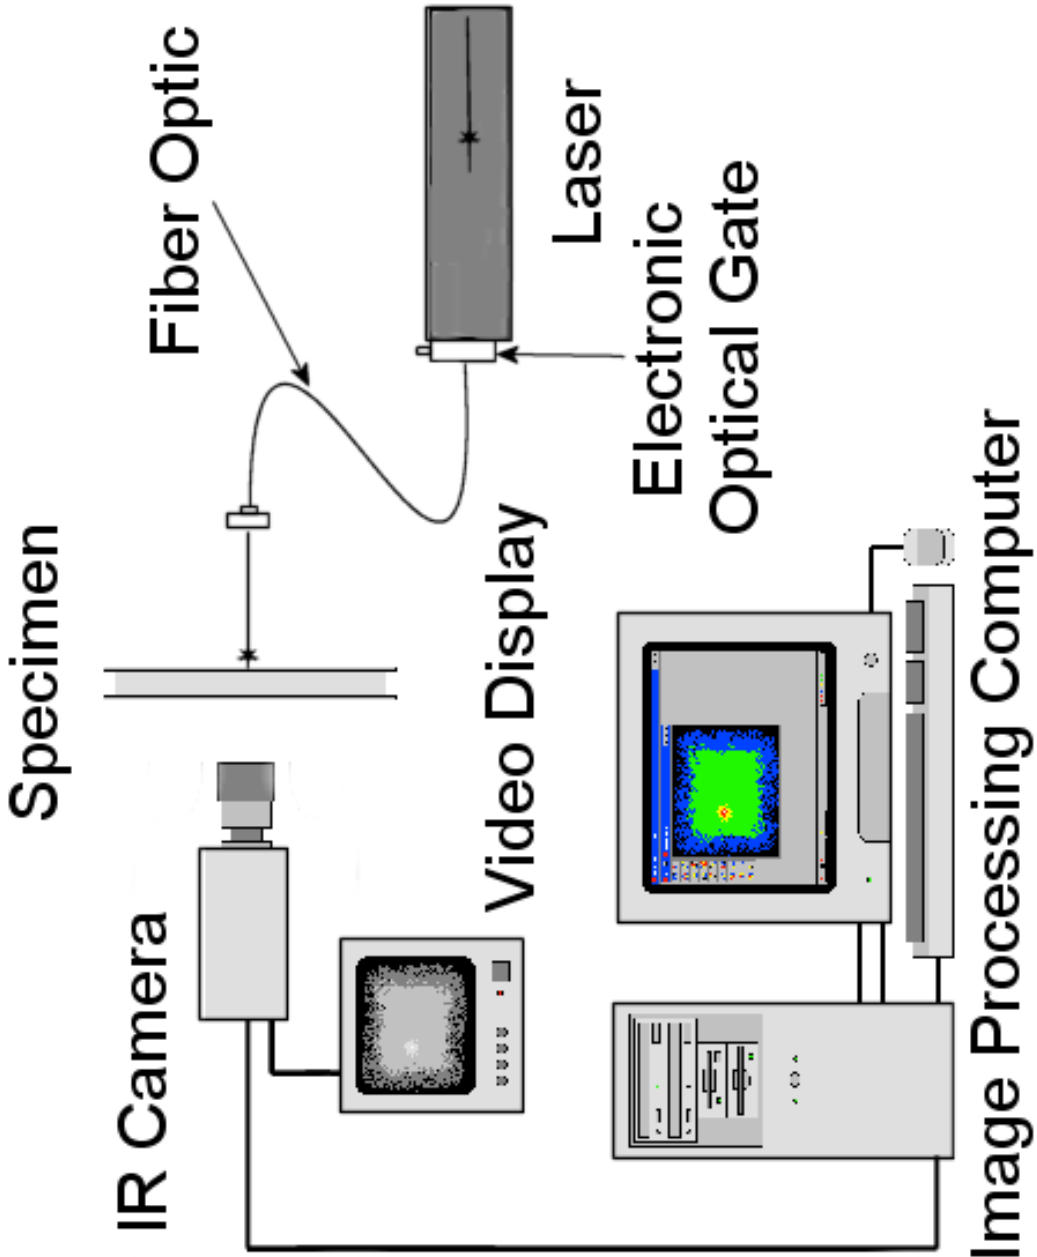 IR Camera
Specimen
Fiber Optic
Video Display
Laser
Electronic
Optical Gate
Image Processing Computer